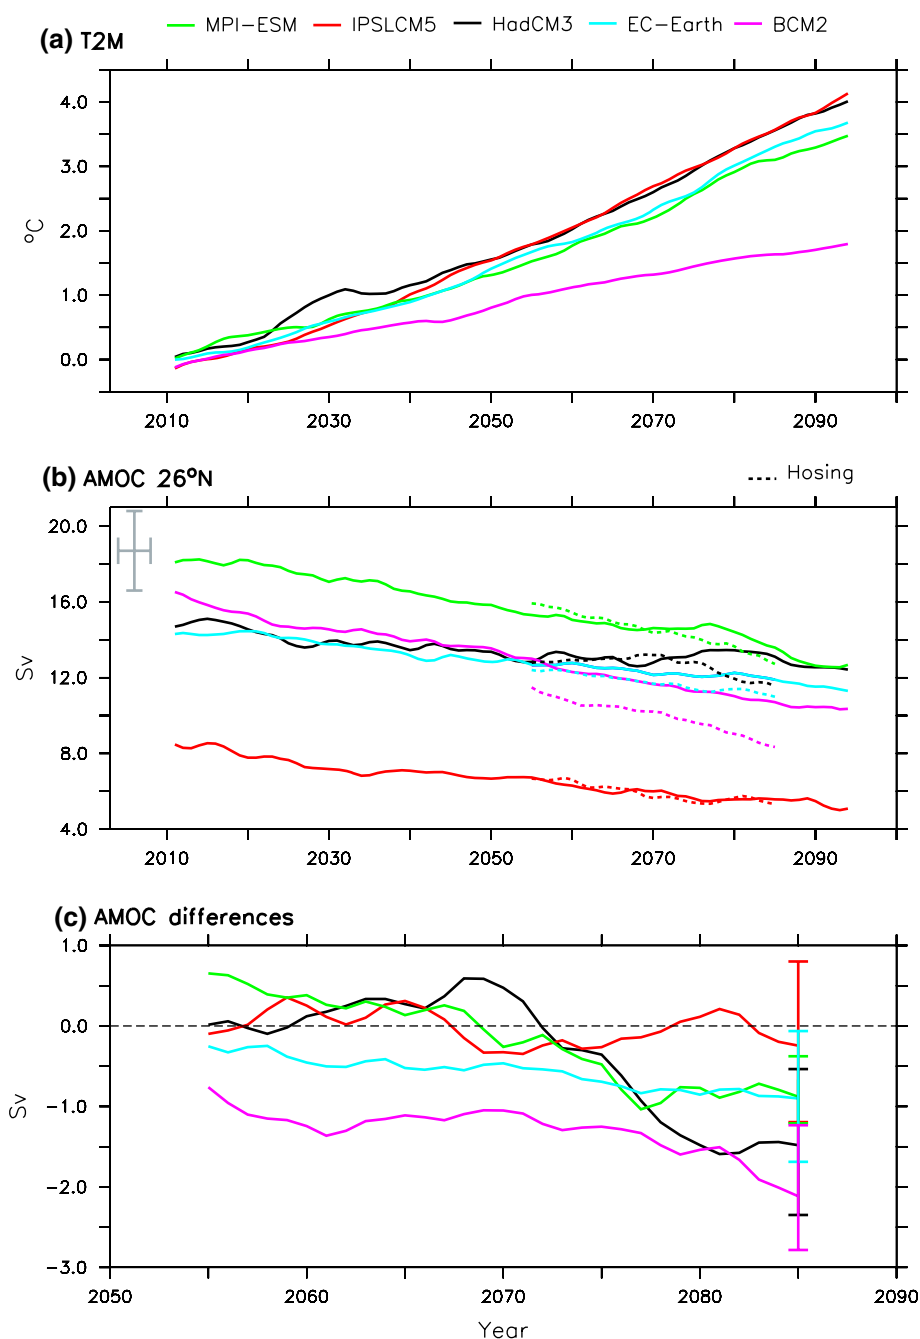 MPI-ESM IPSLCM5 HadCM3 EC-Earth BCM2
(a) T2M
4.0
3.0
2.0
1.0
0.0
°C
2010 2030 2050 2070 2090
(b) AMOC 26°N
Hosing
20.0
16.0
12.0
8.0
4.0
Sv
2010 2030 2050 2070 2090
(c) AMOC differences
1.0
0.0
-1.0
-2.0
-3.0
Sv
2050 2060 2070 2080 2090
Year